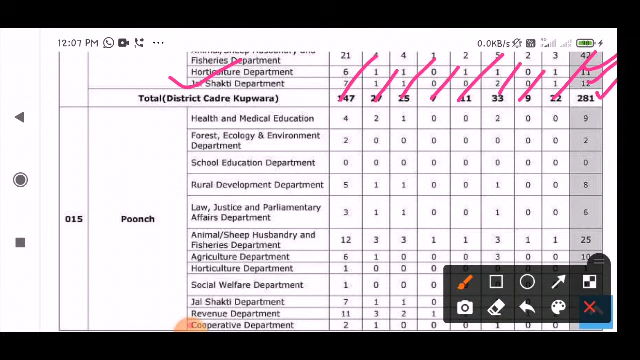 12:07 PM 0.0KB/s
Animal/Sheep Husbandry and
Fisheries Department 21 4 4 1 2 5 2 3 42
Horticulture Department 6 1 1 0 1 1 0 1 11
Jal Shakti Department 7 1 1 0 0 2 0 1 12
Total(District Cadre Kupwara) 147 27 25 11 33 9 22 281
Health and Medical Education 4 2 1 0 0 2 0 0 9
Forest, Ecology & Environment
Department 2 0 0 0 0 0 0 0 2
School Education Department 0 0 0 0 0 0 0 0 0
Rural Development Department 5 1 1 0 0 1 0 0 8
Law, Justice and Parliamentary
Affairs Department 3 1 1 0 0 1 0 0 6
015 Poonch
Animal/Sheep Husbandry and
Fisheries Department 12 3 3 1 1 3 1 1 25
Agriculture Department 6 1 0 0 0 3 0 0 10
Horticulture Department 1 0 0 0
Social Welfare Department 1 0 0 0
Jal Shakti Department 7 1 1 0
Revenue Department 11 3 2 1
Cooperative Department 2 1 0 0